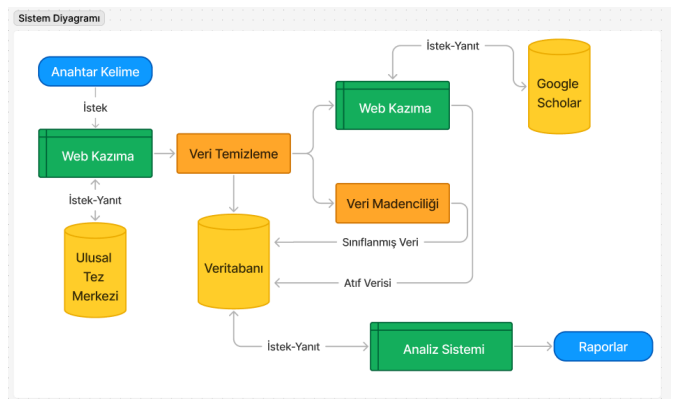 Sistem Diyagramı
Anahtar Kelime
İstek
Web Kazıma
İstek-Yanıt
Ulusal
Tez
Merkezi
Veri Temizleme
Veritabanı
İstek-Yanıt
Web Kazıma
Google
Scholar
Veri Madenciliği
Sınıflanmış Veri
Atıf Verisi
İstek-Yanıt
Analiz Sistemi
Raporlar